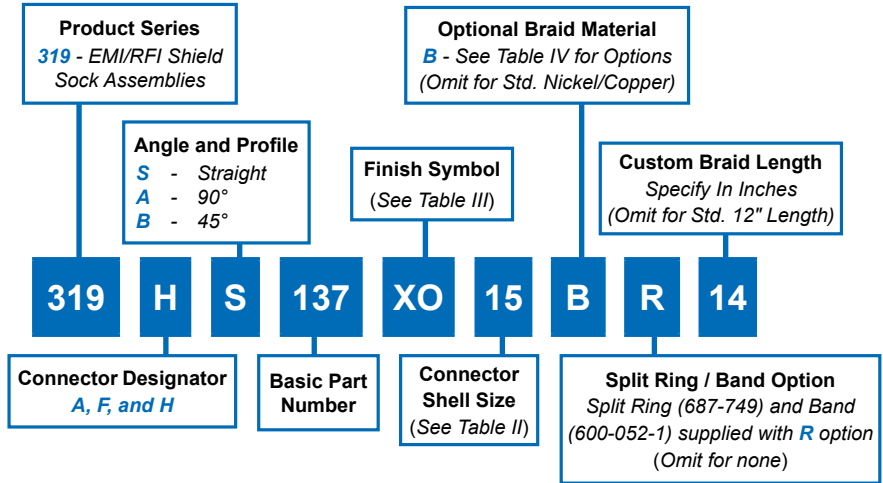 Product Series
319 - EMI/RFI Shield
Sock Assemblies
Optional Braid Material
B - See Table IV for Options
(Omit for Std. Nickel/Copper)
Angle and Profile
S - Straight
A - 90°
B - 45°
Finish Symbol
(See Table III)
Custom Braid Length
Specify In Inches
(Omit for Std. 12" Length)
319 H S 137 XO 15 B R 14
Connector Designator
A, F, and H
Basic Part
Number
Connector
Shell Size
(See Table II)
Split Ring / Band Option
Split Ring (687-749) and Band
(600-052-1) supplied with R option
(Omit for none)